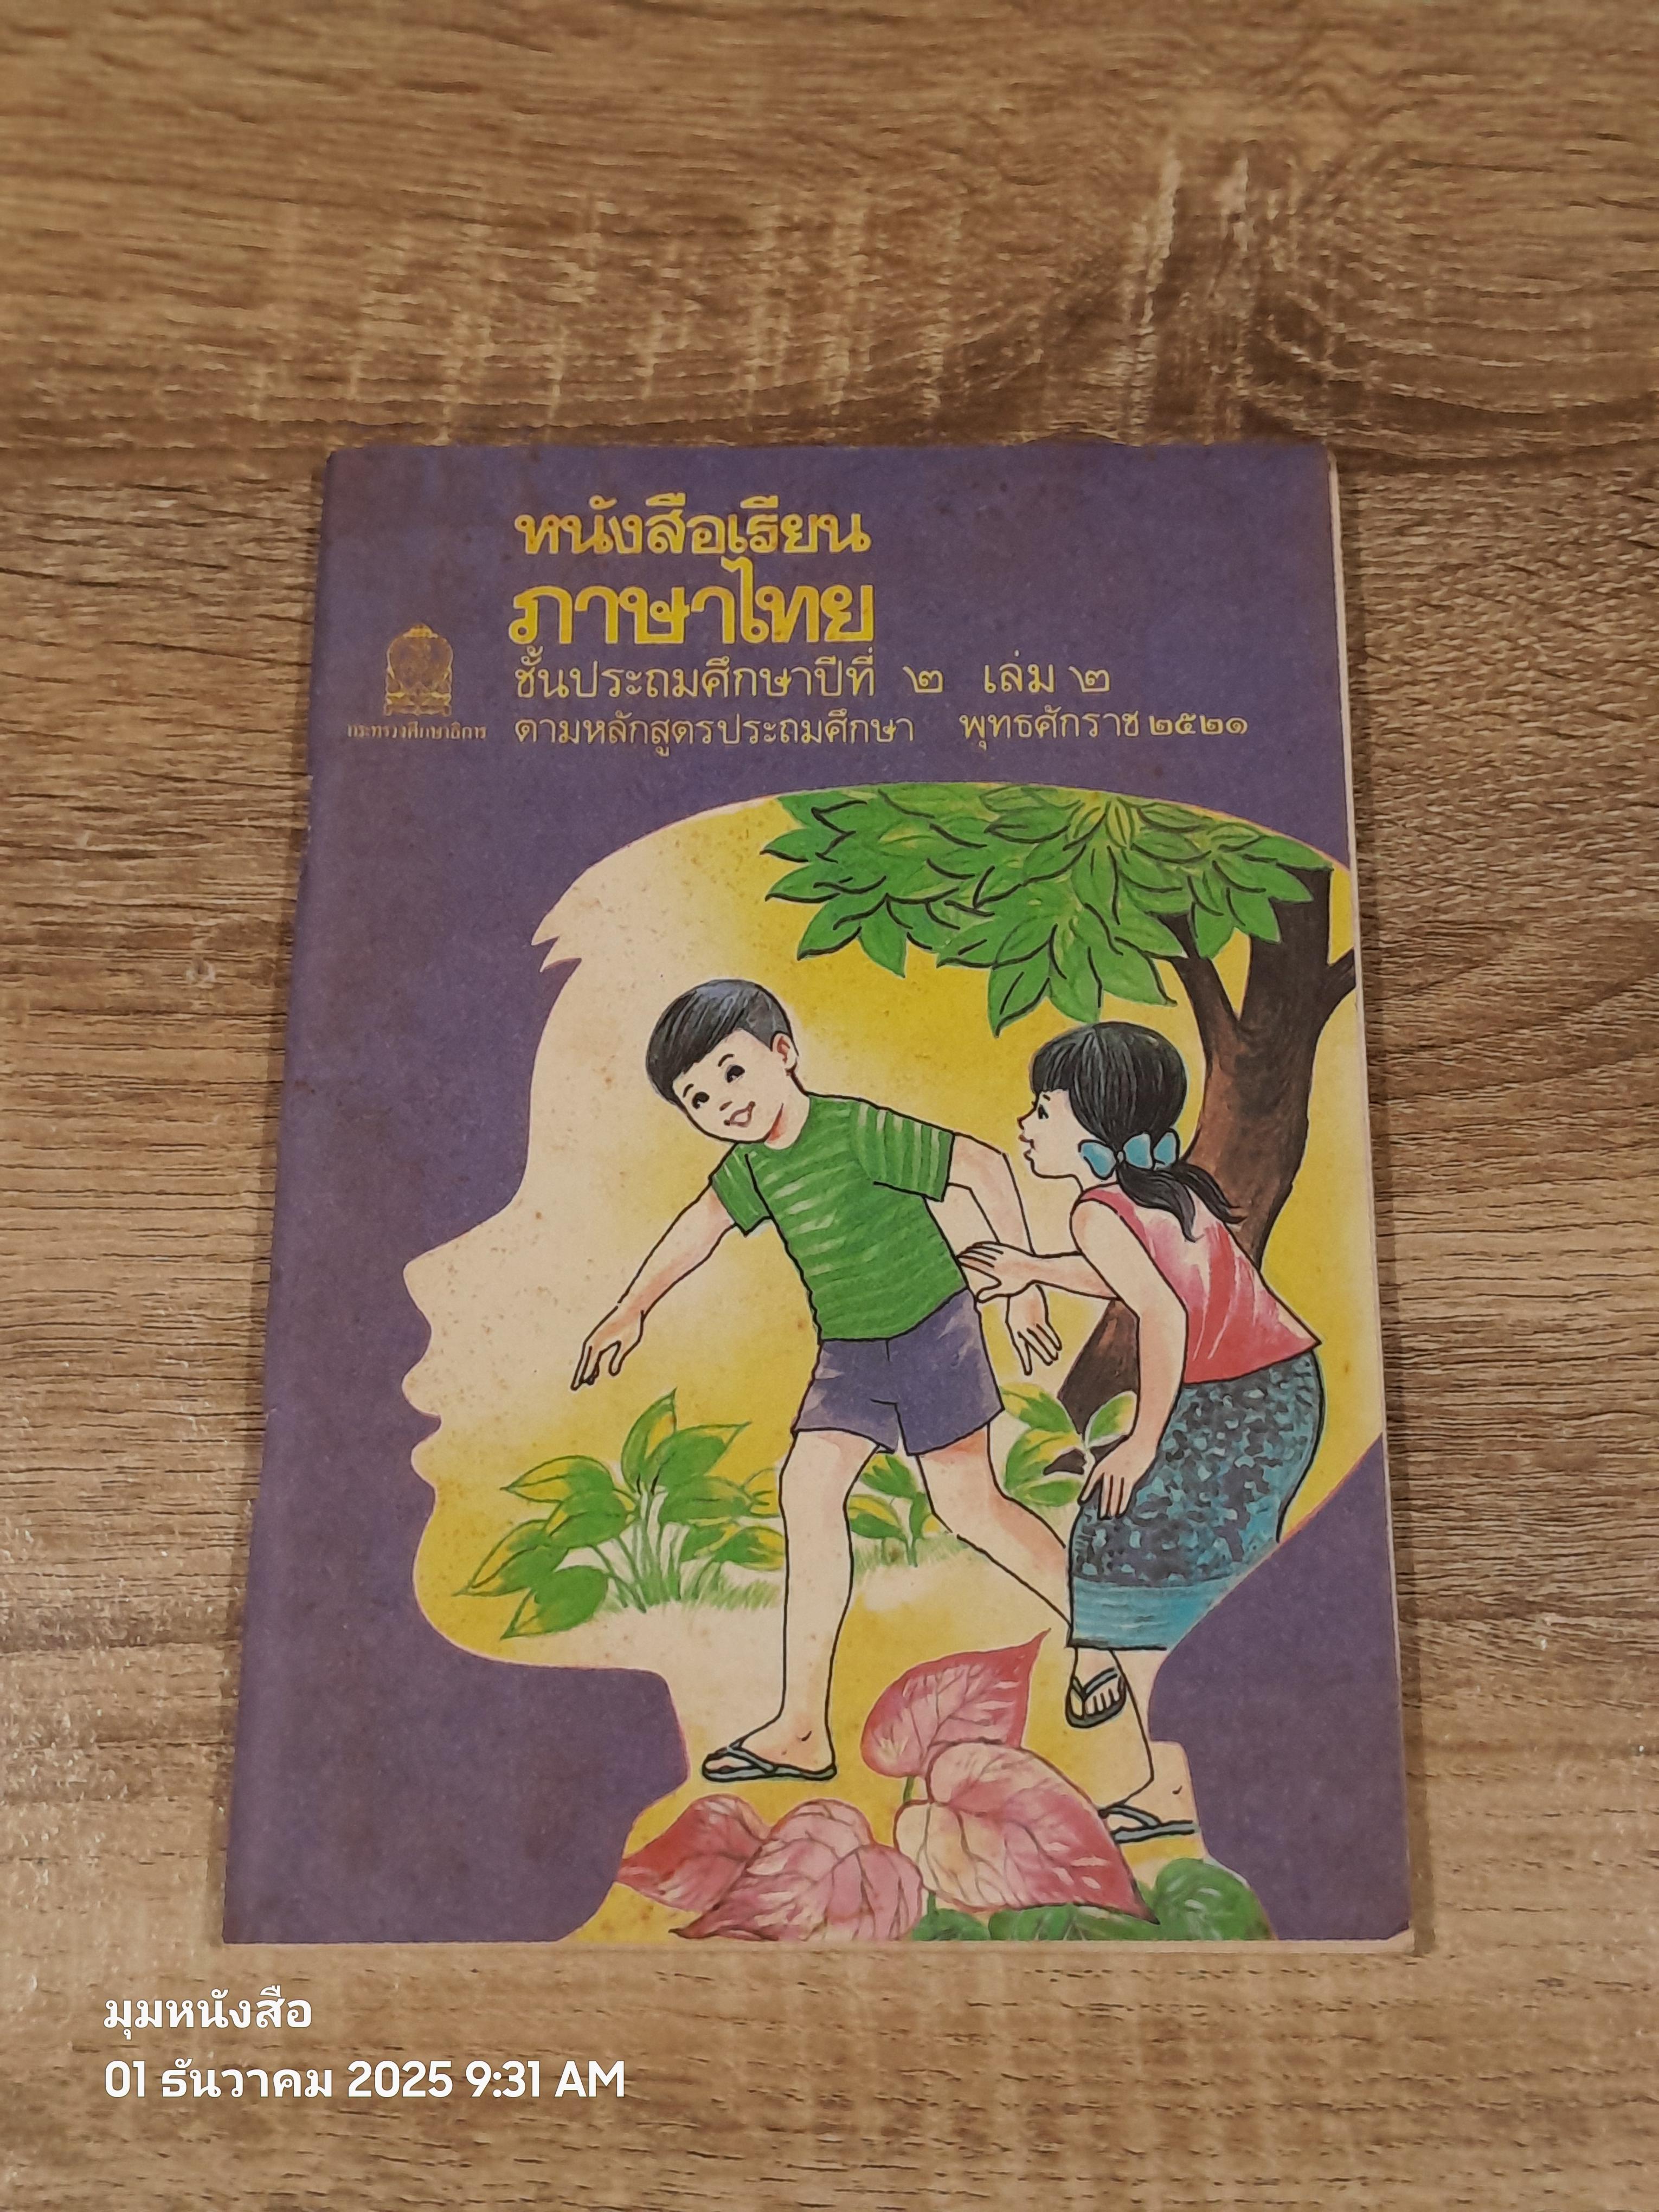 หนังสือเรียน
ภาษาไทย
ชั้นประถมศึกษาปีที่ ๒ เล่ม ๒
ตามหลักสูตรประถมศึกษา พุทธศักราช ๒๕๒๑
กระทรวงศึกษาธิการ
มุมหนังสือ
01 ธันวาคม 2025 9:31 AM